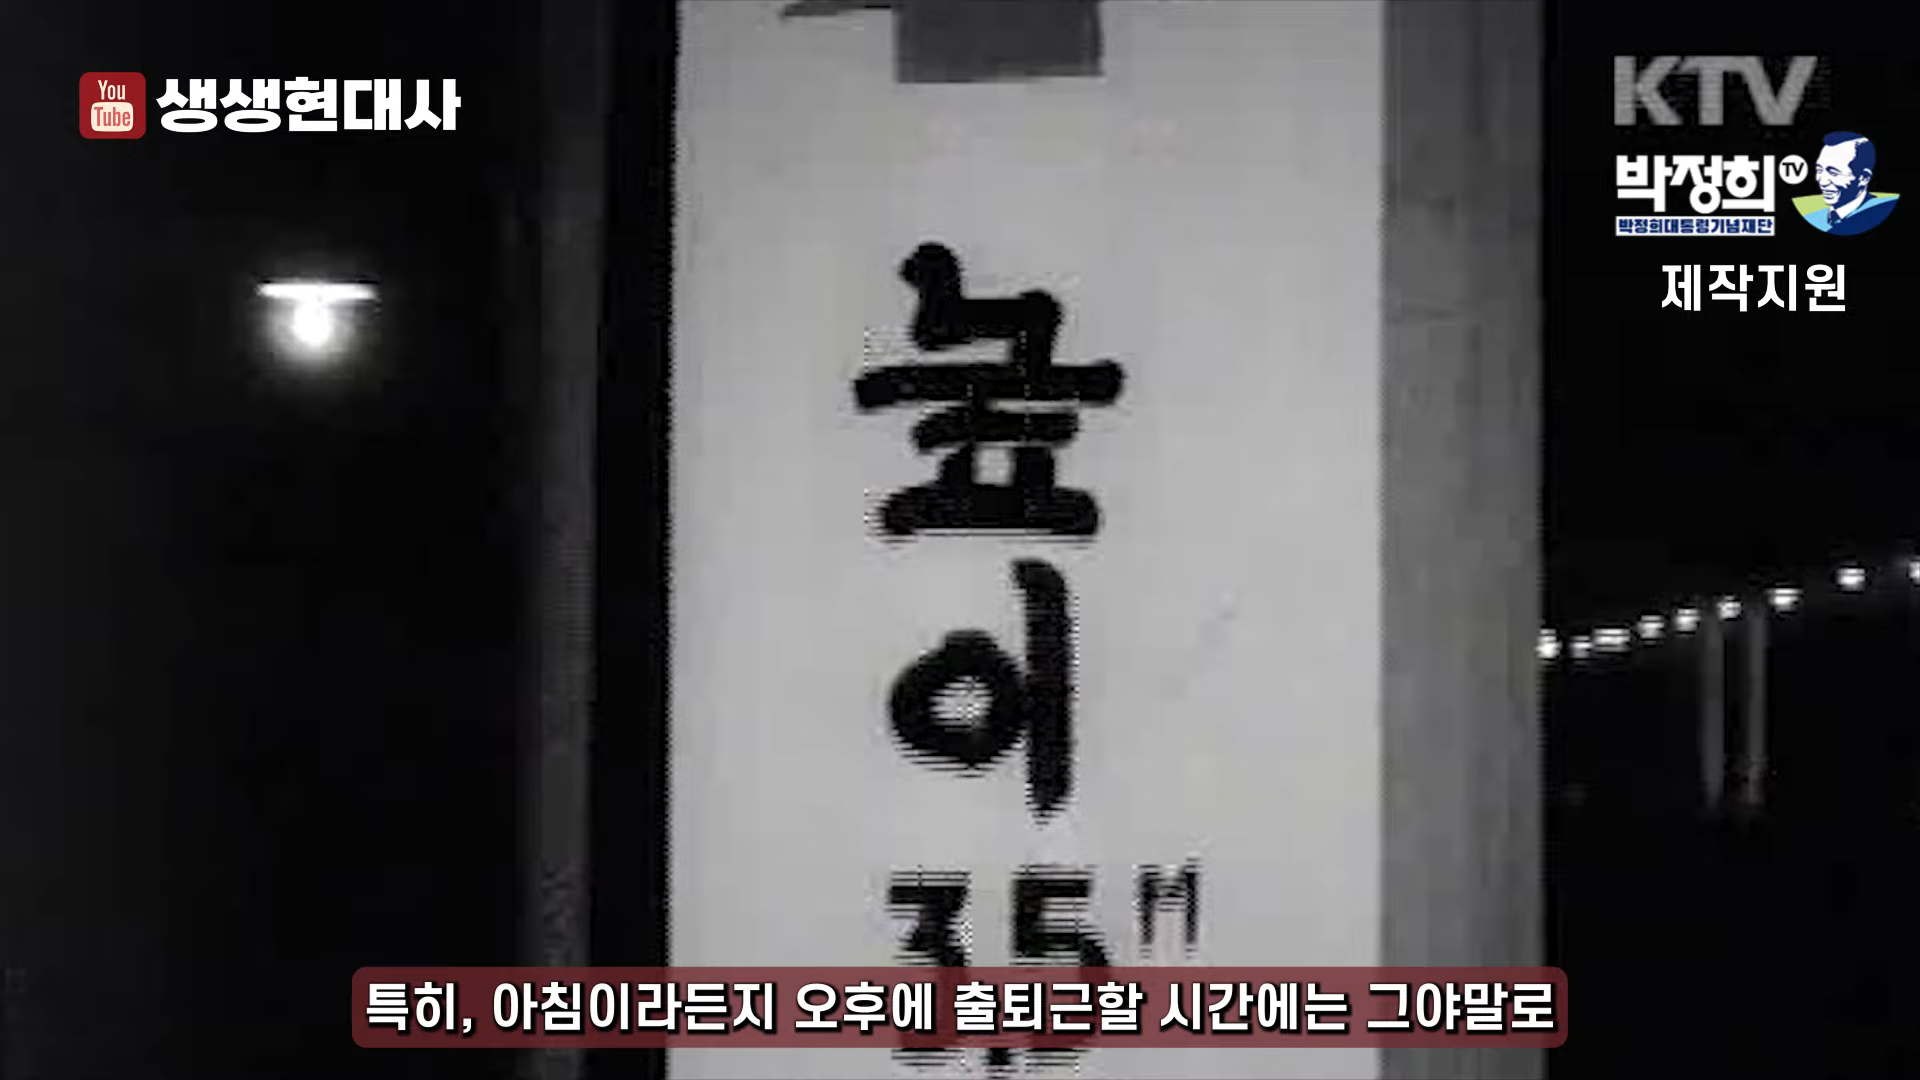 You
Tube
생생현대사
KTV
박정희 TV
박정희대통령기념재단
제작지원
높
이
3.5 M
특히, 아침이라든지 오후에 출퇴근할 시간에는 그야말로